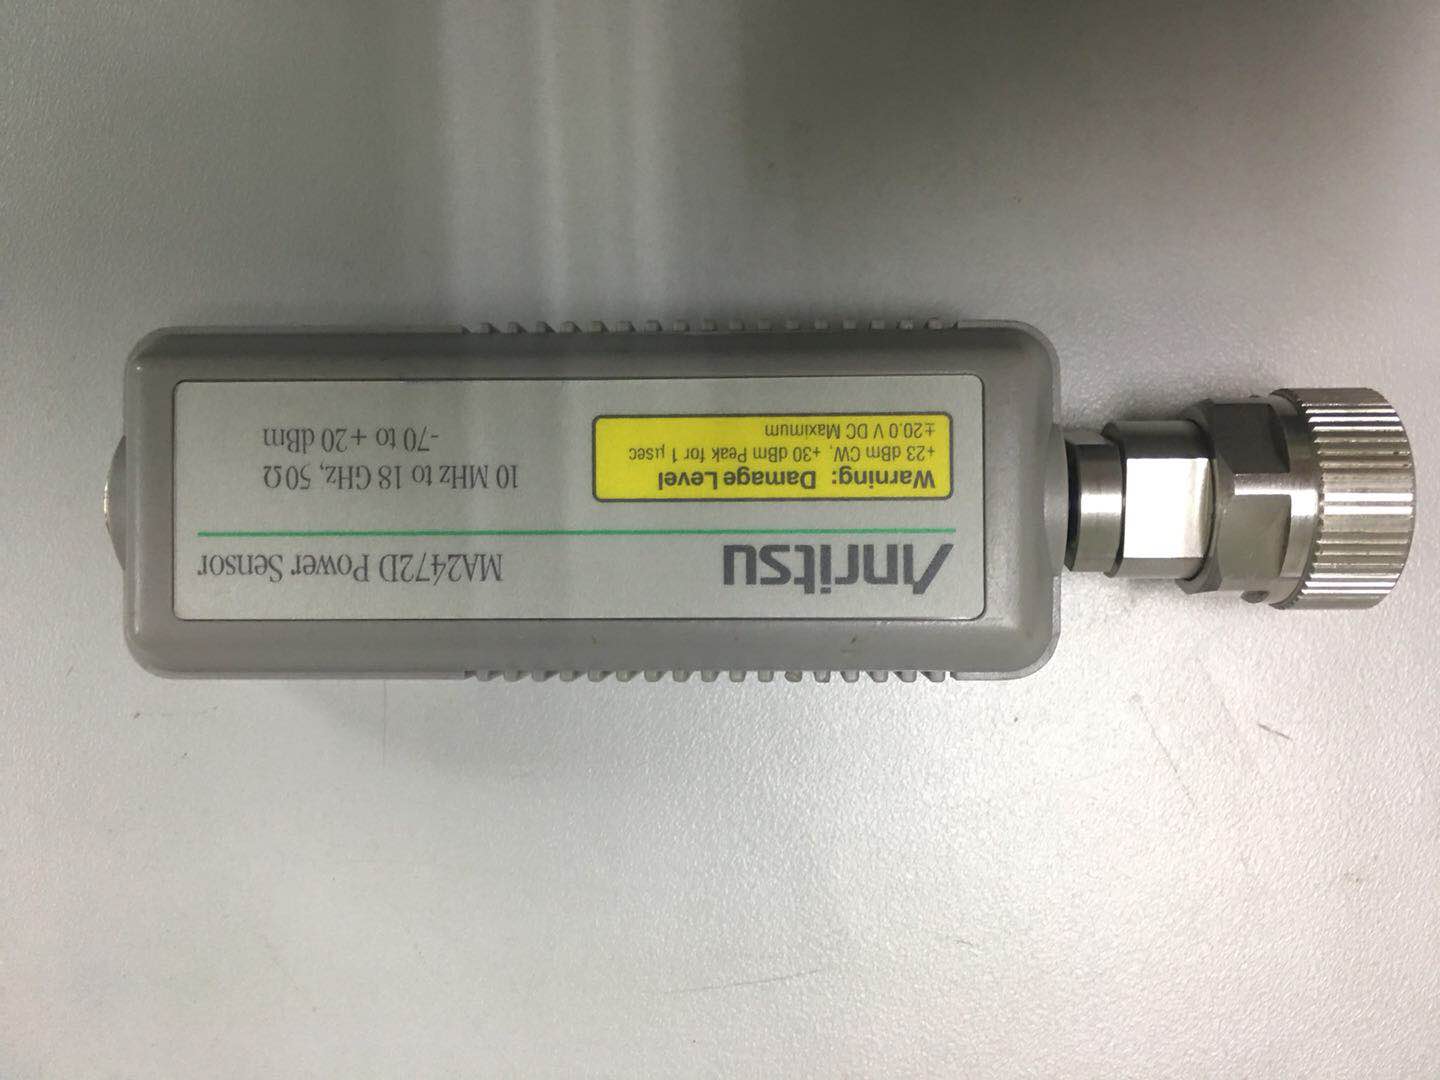 Anritsu
MA2472D Power Sensor
Warning: Damage Level
+23 dBm CW, +30 dBm Peak for 1 µsec
±20.0 V DC Maximum
10 MHz to 18 GHz, 50 Ω
-70 to + 20 dBm